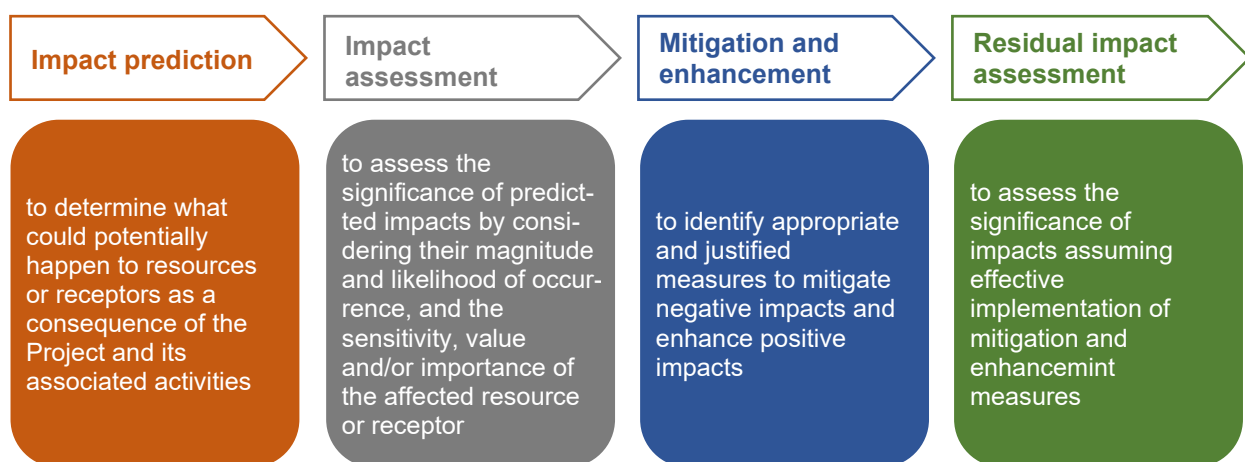 Impact prediction
Impact
assessment
Mitigation and
enhancement
Residual impact
assessment
to determine what
could potentially
happen to resources
or receptors as a
consequence of the
Project and its
associated activities
to assess the
significance of predict-
ted impacts by consi-
dering their magnitude
and likelihood of occur-
rence, and the
sensitivity, value
and/or importance of
the affected resource
or receptor
to identify appropriate
and justified
measures to mitigate
negative impacts and
enhance positive
impacts
to assess the
significance of
impacts assuming
effective
implementation of
mitigation and
enhancemint
measures